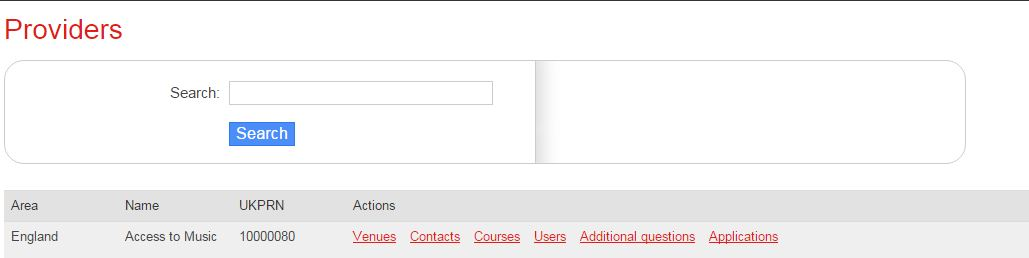 Providers
Search:
Search
Area Name UKPRN Actions
England Access to Music 10000080 Venues Contacts Courses Users Additional questions Applications